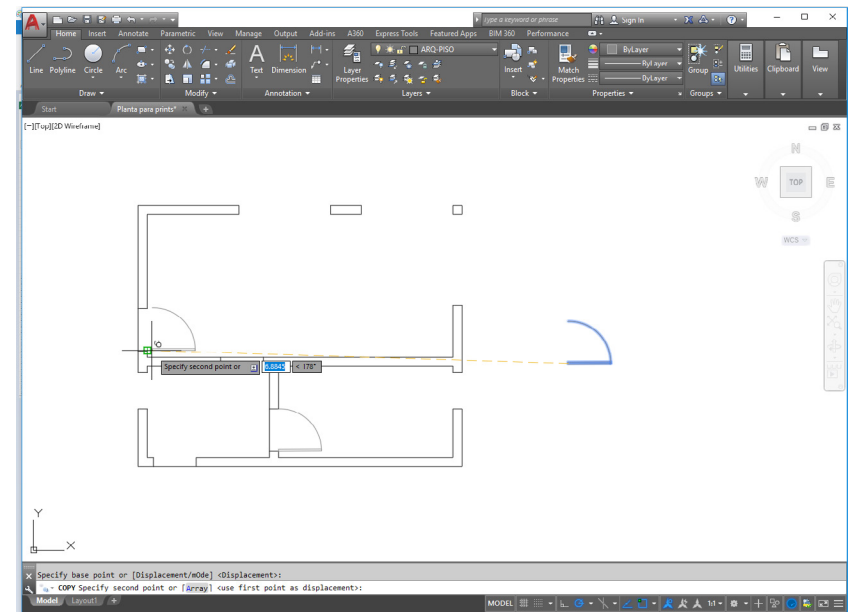 Type a keyword or phrase
Sign In
Home Insert Annotate Parametric View Manage Output Add-ins A360 Express Tools Featured Apps BIM 360 Performance
Line Polyline Circle Arc
Text Dimension
Layer Properties
ARQ-PISO
Insert
Match Properties
ByLayer
ByLayer
ByLayer
Group
Utilities
Clipboard
View
Draw Modify Annotation Layers Block Properties Groups
Start Planta para prints*
[−][Top][2D Wireframe]
N
W TOP E
S
WCS
Specify second point or 6.8845 < 178°
Y
X
Specify base point or [Displacement/mOde] <Displacement>:
COPY Specify second point or [Array] <use first point as displacement>:
Model Layout1 +
MODEL 1:1